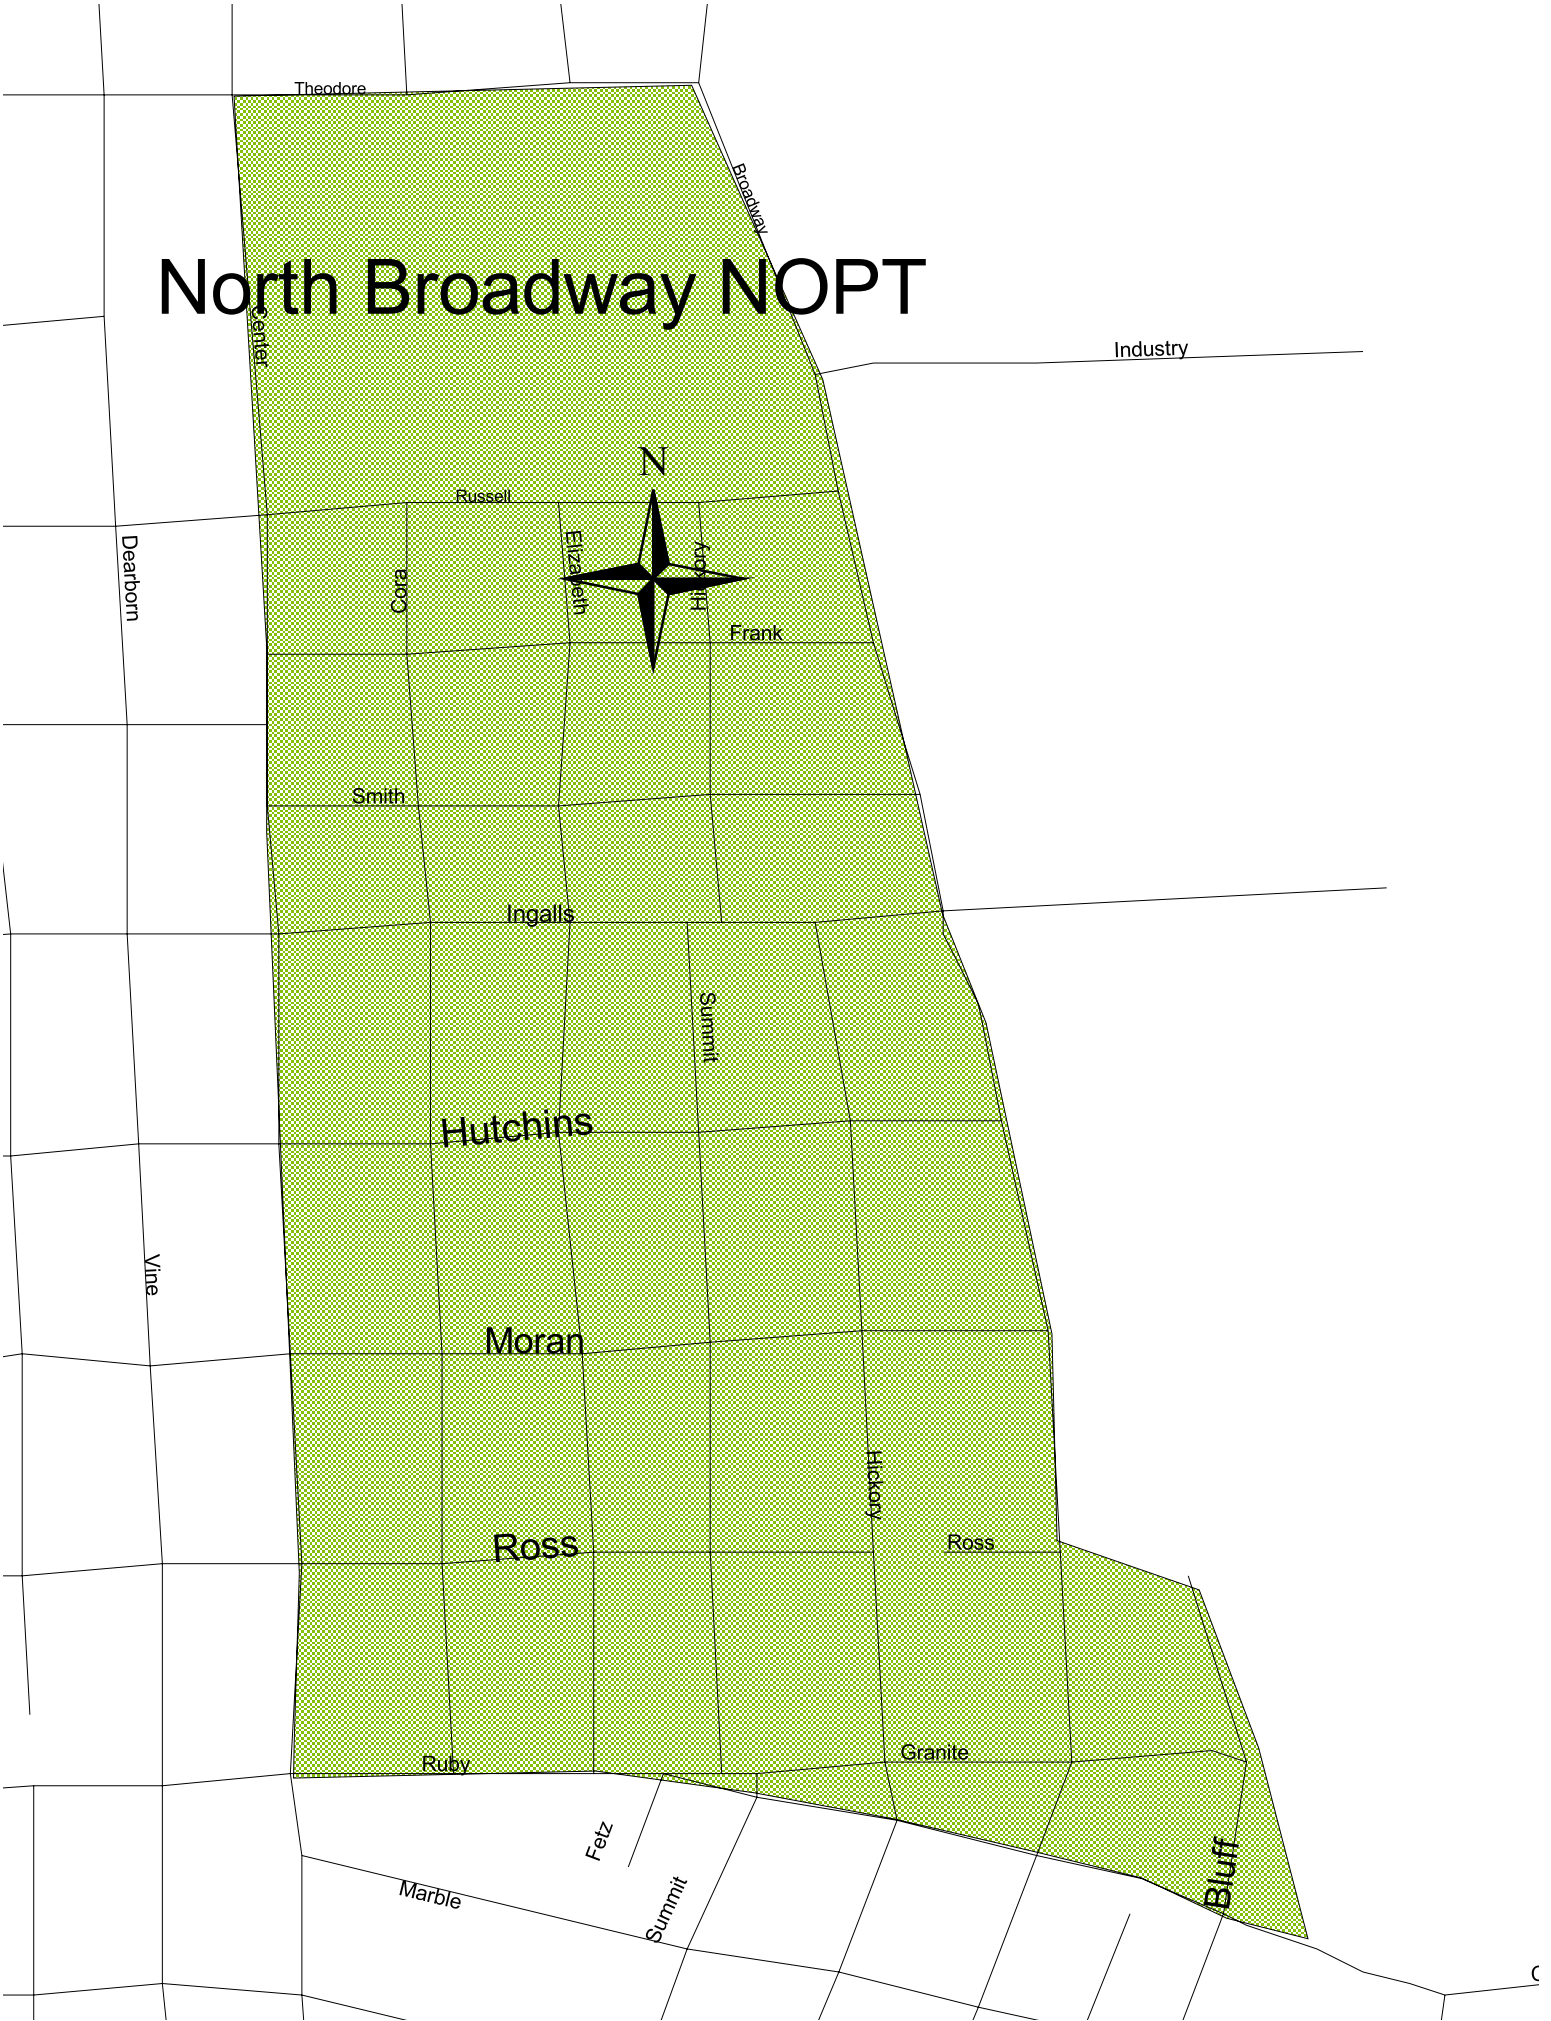 Theodore
Broadway
North Broadway NOPT
Center
Industry
N
Russell
Dearborn
Cora
Elizabeth
Hickory
Frank
Smith
Ingalls
Summit
Hutchins
Vine
Moran
Hickory
Ross
Ross
Granite
Ruby
Fetz
Bluff
Marble
Summit